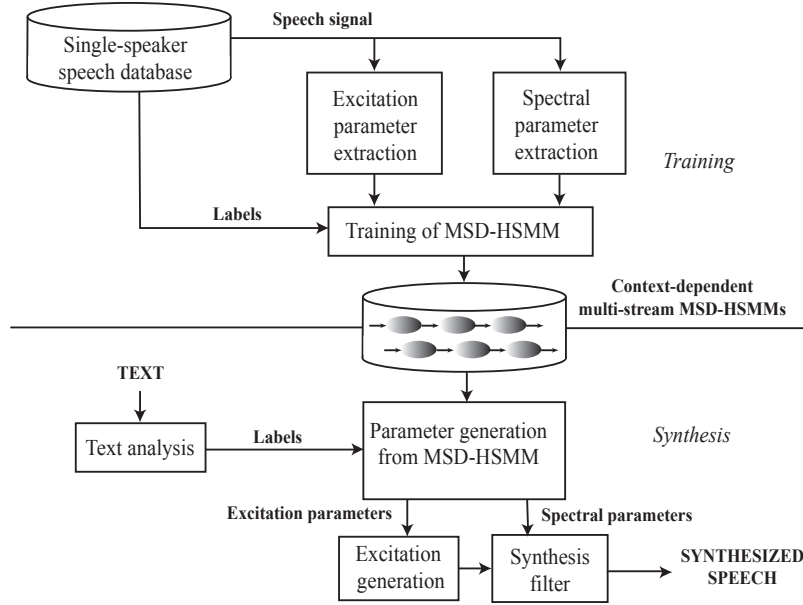 Speech signal
Single-speaker
speech database
Excitation
parameter
extraction
Spectral
parameter
extraction
Training
Labels
Training of MSD-HSMM
Context-dependent
multi-stream MSD-HSMMs
TEXT
Text analysis
Labels
Parameter generation
from MSD-HSMM
Synthesis
Excitation parameters
Spectral parameters
Excitation
generation
Synthesis
filter
SYNTHESIZED
SPEECH